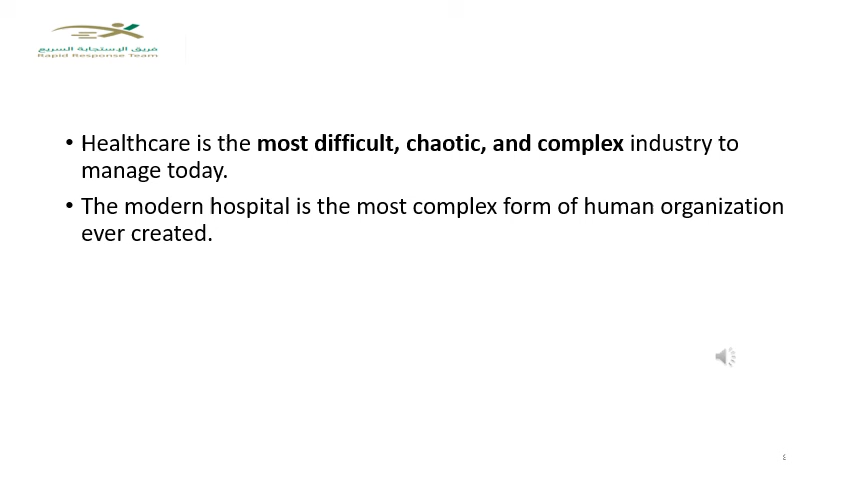 فريق الإستجابة السريع
Rapid Response Team
• Healthcare is the most difficult, chaotic, and complex industry to
manage today.
• The modern hospital is the most complex form of human organization
ever created.